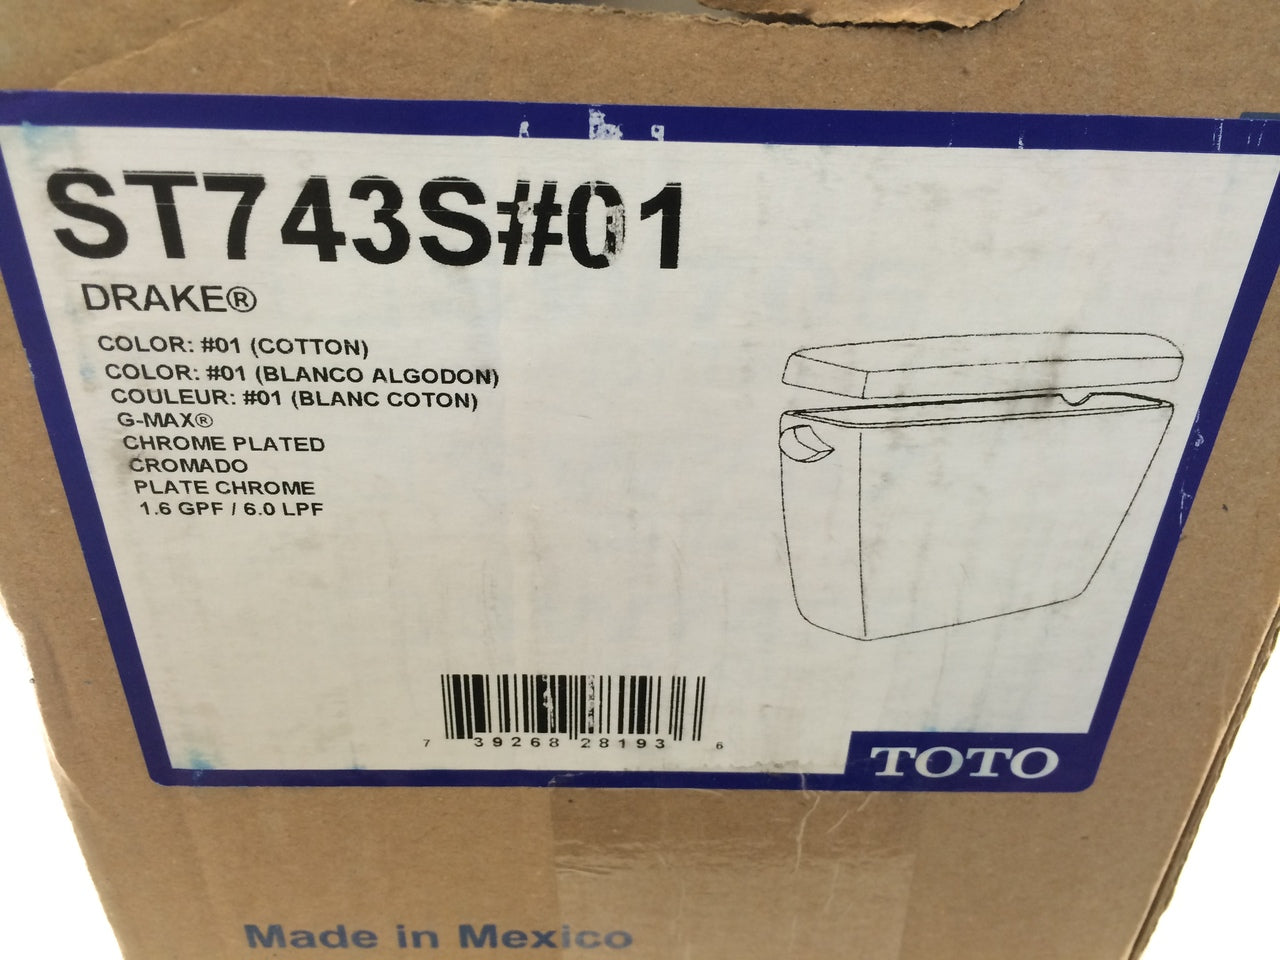 ST743S#01
DRAKE®
COLOR: #01 (COTTON)
COLOR: #01 (BLANCO ALGODON)
COULEUR: #01 (BLANC COTON)
G-MAX®
CHROME PLATED
CROMADO
PLATE CHROME
1.6 GPF / 6.0 LPF
7 39268 28193 6
TOTO
Made in Mexico